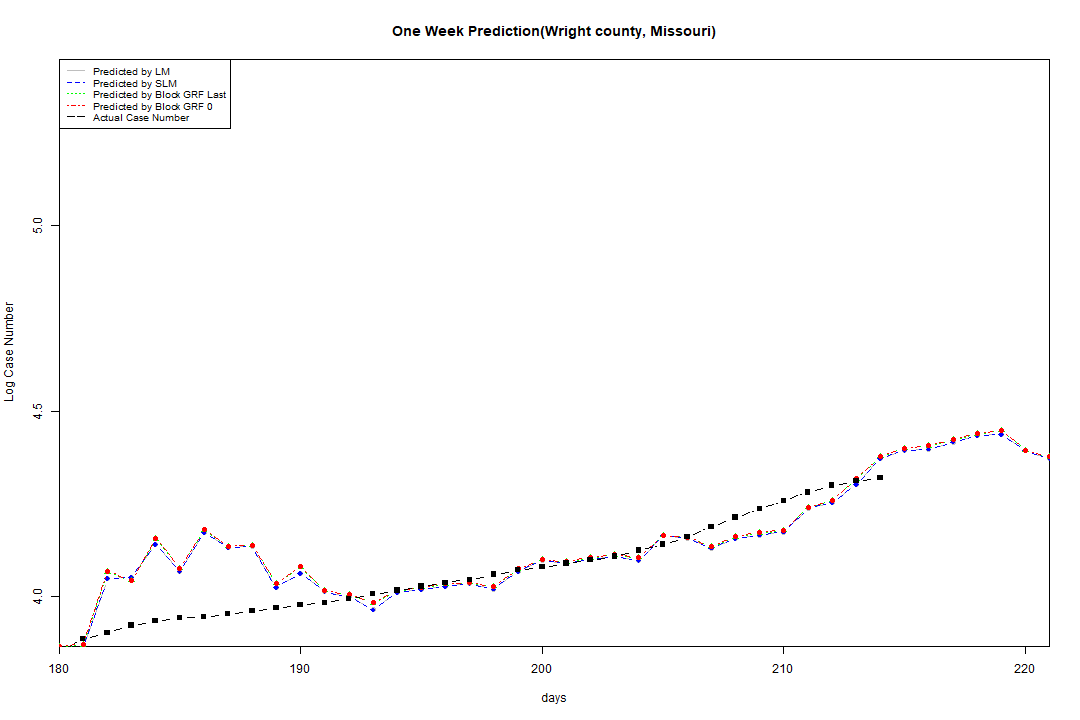 One Week Prediction(Wright county, Missouri)
Predicted by LM
Predicted by SLM
Predicted by Block GRF Last
Predicted by Block GRF 0
Actual Case Number
Log Case Number
5.0
4.5
4.0
180 190 200 210 220
days